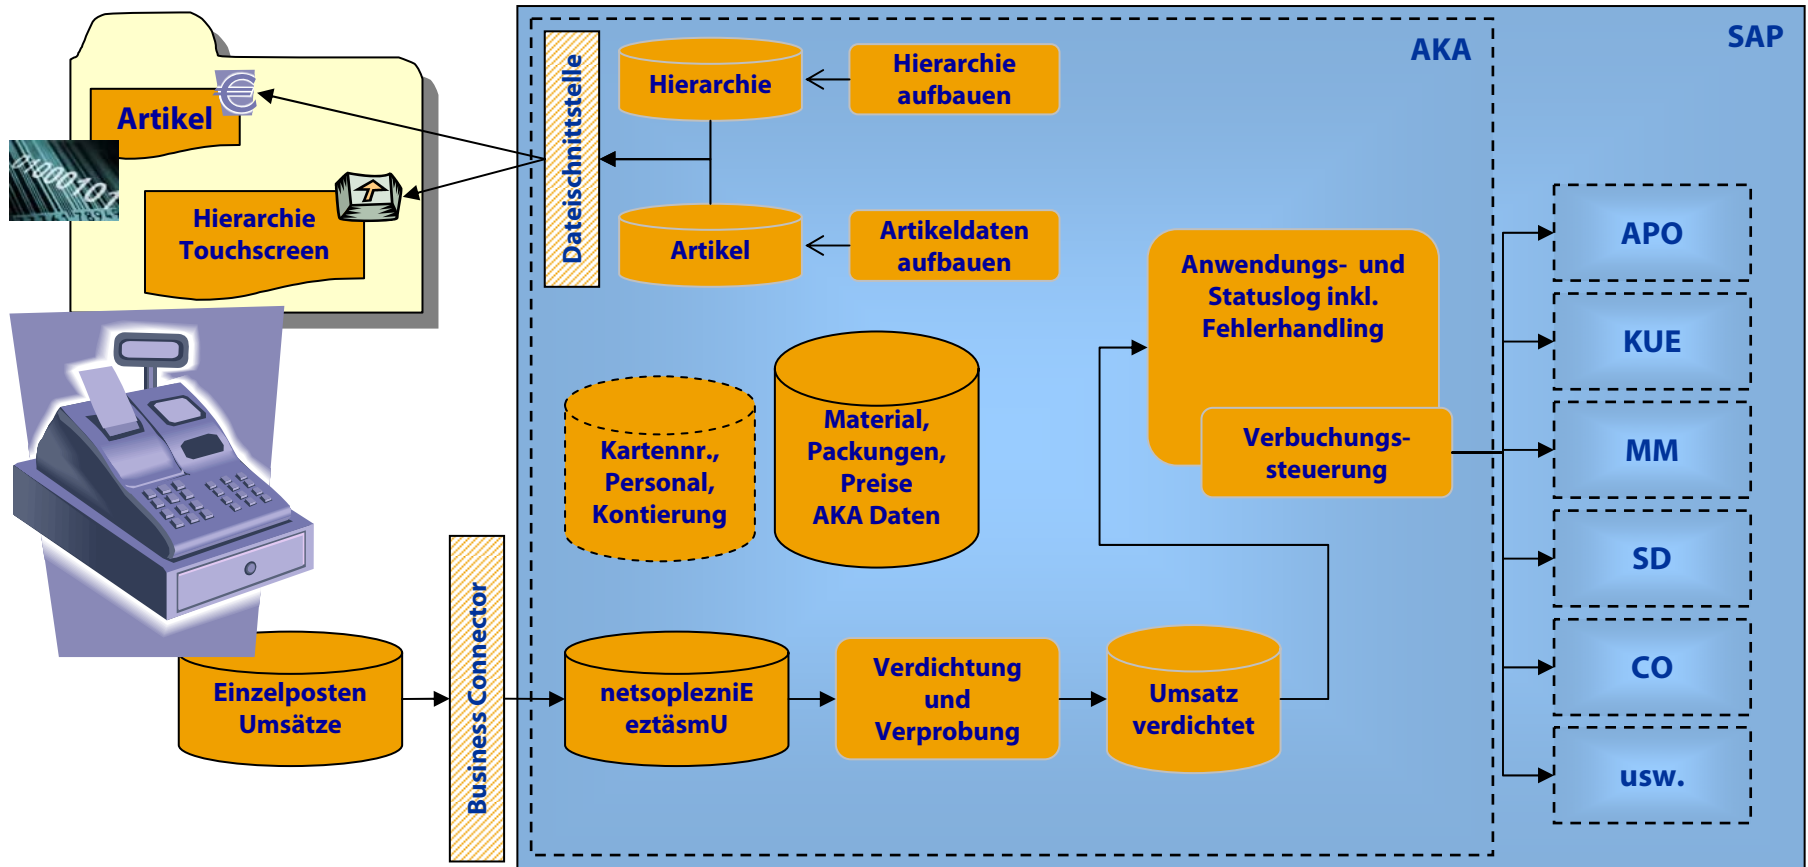 SAP
AKA
Artikel
01000101
Hierarchie
Touchscreen
Dateischnittstelle
Hierarchie
Hierarchie
aufbauen
Artikel
Artikeldaten
aufbauen
Anwendungs- und
Statuslog inkl.
Fehlerhandling
Verbuchungs-
steuerung
Kartennr.,
Personal,
Kontierung
Material,
Packungen,
Preise
AKA Daten
Einzelposten
Umsätze
Business Connector
netsoplezniE
eztäsmU
Verdichtung
und
Verprobung
Umsatz
verdichtet
APO
KUE
MM
SD
CO
usw.